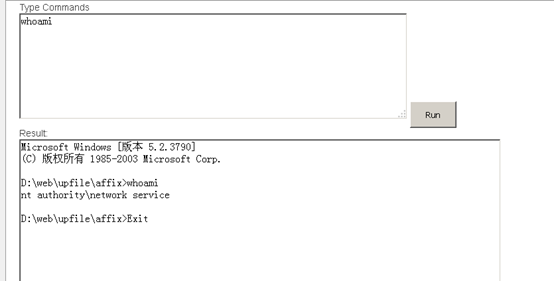 Type Commands
whoami
Run
Result:
Microsoft Windows [版本 5.2.3790]
(C) 版权所有 1985-2003 Microsoft Corp.
D:\web\upfile\affix>whoami
nt authority\network service
D:\web\upfile\affix>Exit